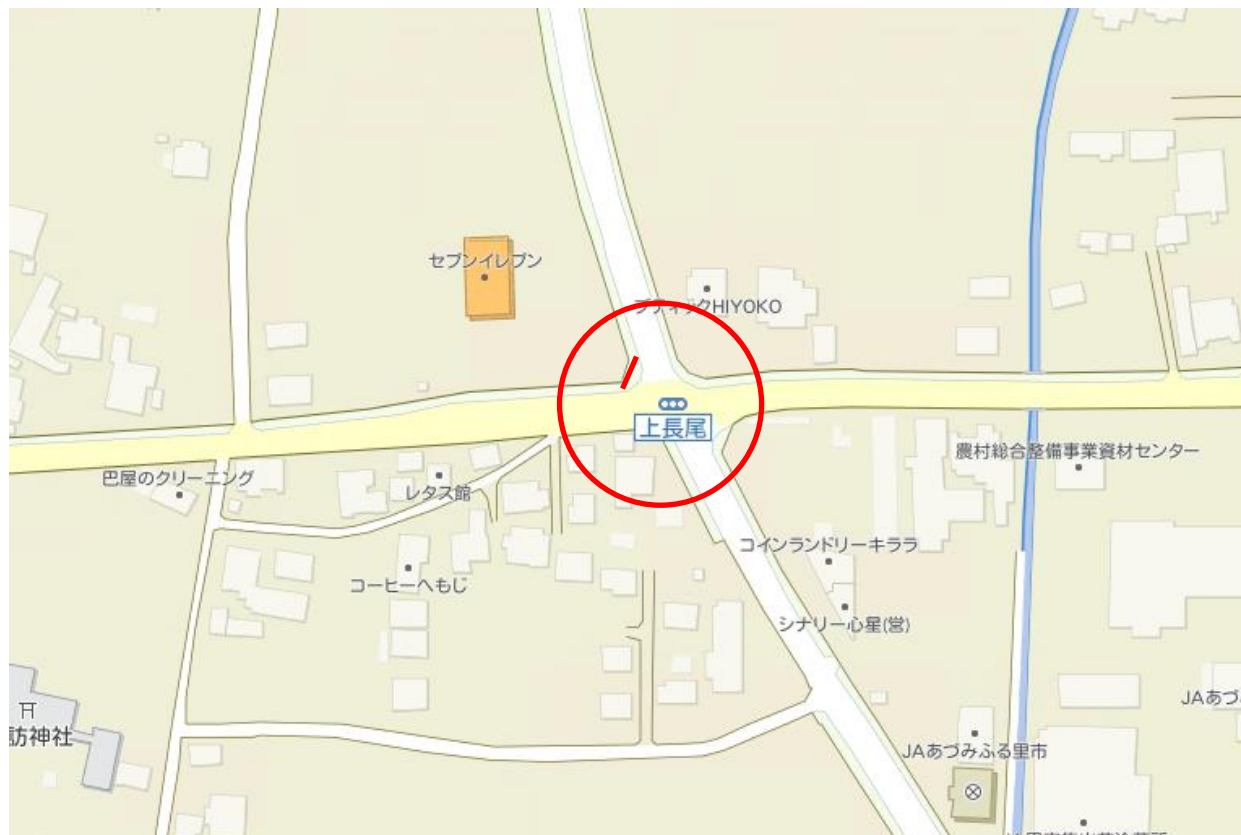 セブンイレブン
ブティックHIYOKO
上長尾
農村総合整備事業資材センター
巴屋のクリーニング
レタス館
コインランドリーキララ
コーヒーへもじ
シナリー心星(営)
JAあづ
訪神社
JAあづみふる里市